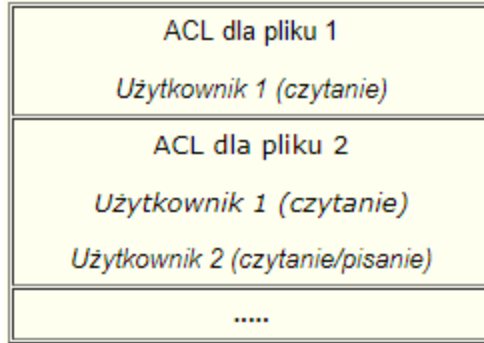 ACL dla pliku 1
Użytkownik 1 (czytanie)
ACL dla pliku 2
Użytkownik 1 (czytanie)
Użytkownik 2 (czytanie/pisanie)
.....